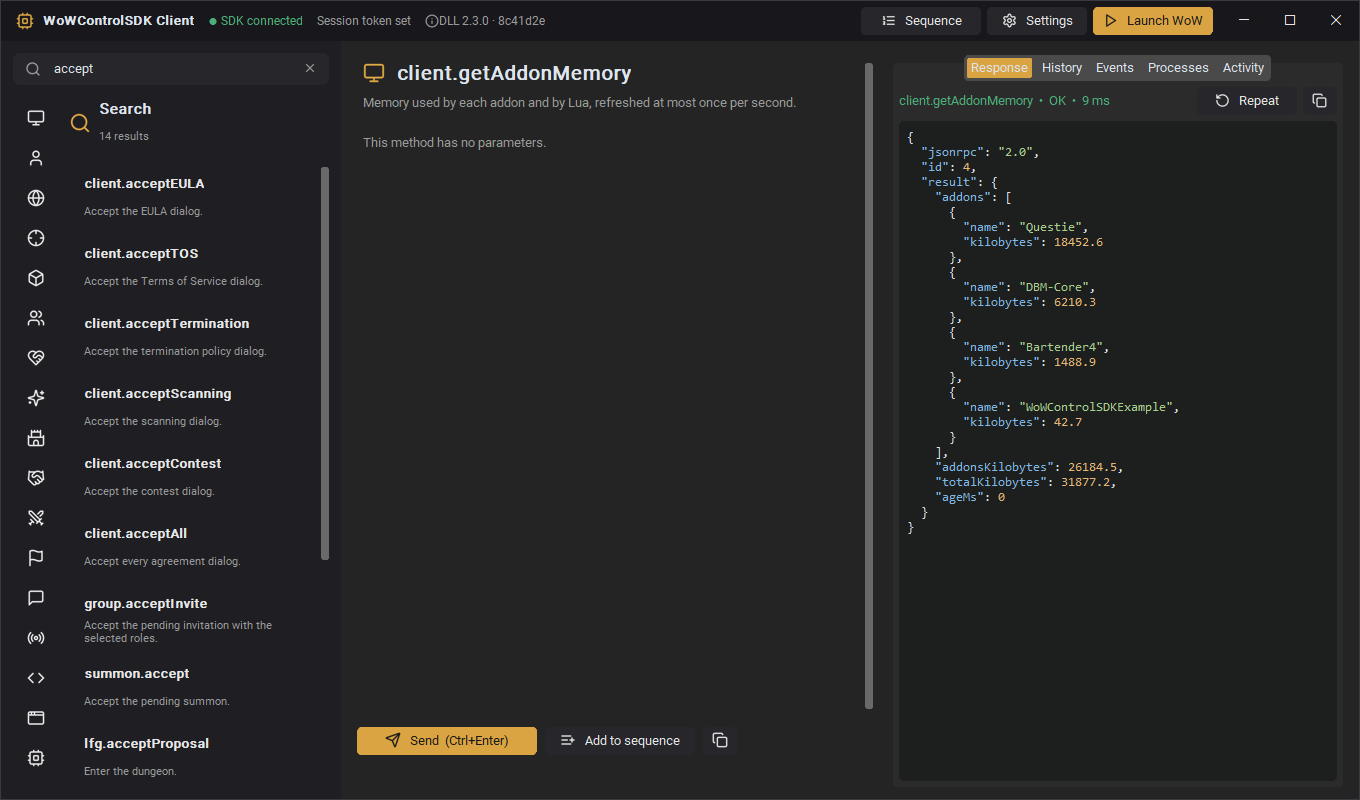 WoWControlSDK Client
SDK connected
Session token set
DLL 2.3.0 · 8c41d2e
Sequence
Settings
Launch WoW
accept
Search
14 results
client.acceptEULA
Accept the EULA dialog.
client.acceptTOS
Accept the Terms of Service dialog.
client.acceptTermination
Accept the termination policy dialog.
client.acceptScanning
Accept the scanning dialog.
client.acceptContest
Accept the contest dialog.
client.acceptAll
Accept every agreement dialog.
group.acceptInvite
Accept the pending invitation with the
selected roles.
summon.accept
Accept the pending summon.
lfg.acceptProposal
Enter the dungeon.
client.getAddonMemory
Memory used by each addon and by Lua, refreshed at most once per second.
This method has no parameters.
Send (Ctrl+Enter)
Add to sequence
Response History Events Processes Activity
client.getAddonMemory · OK · 9 ms
Repeat
{
"jsonrpc": "2.0",
"id": 4,
"result": {
"addons": [
{
"name": "Questie",
"kilobytes": 18452.6
},
{
"name": "DBM-Core",
"kilobytes": 6210.3
},
{
"name": "Bartender4",
"kilobytes": 1488.9
},
{
"name": "WoWControlSDKExample",
"kilobytes": 42.7
}
],
"addonsKilobytes": 26184.5,
"totalKilobytes": 31877.2,
"ageMs": 0
}
}